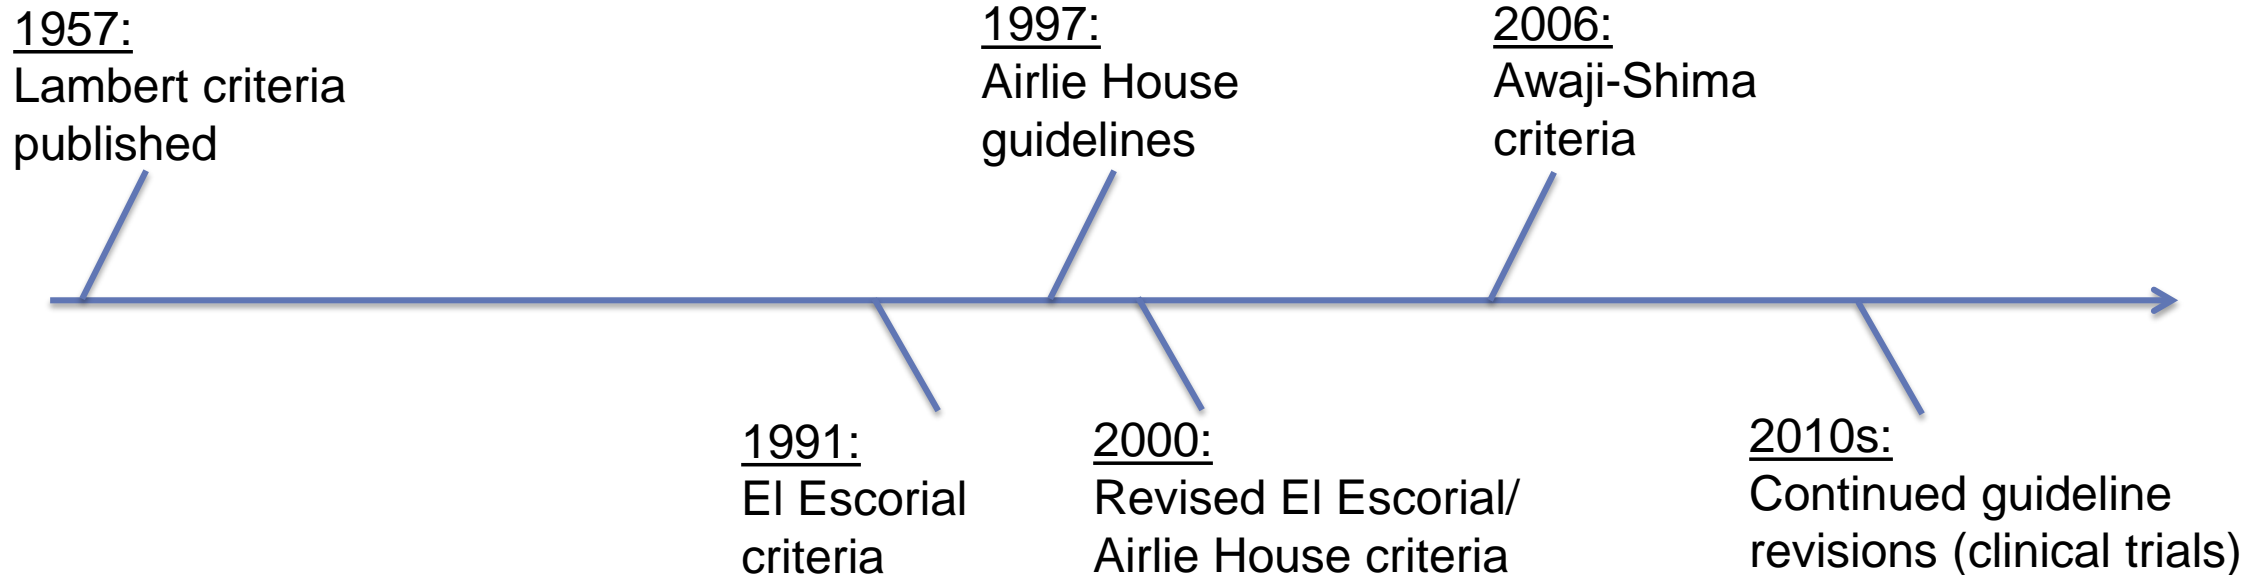 1957:
Lambert criteria
published
1997:
Airlie House
guidelines
2006:
Awaji-Shima
criteria
1991:
El Escorial
criteria
2000:
Revised El Escorial/
Airlie House criteria
2010s:
Continued guideline
revisions (clinical trials)